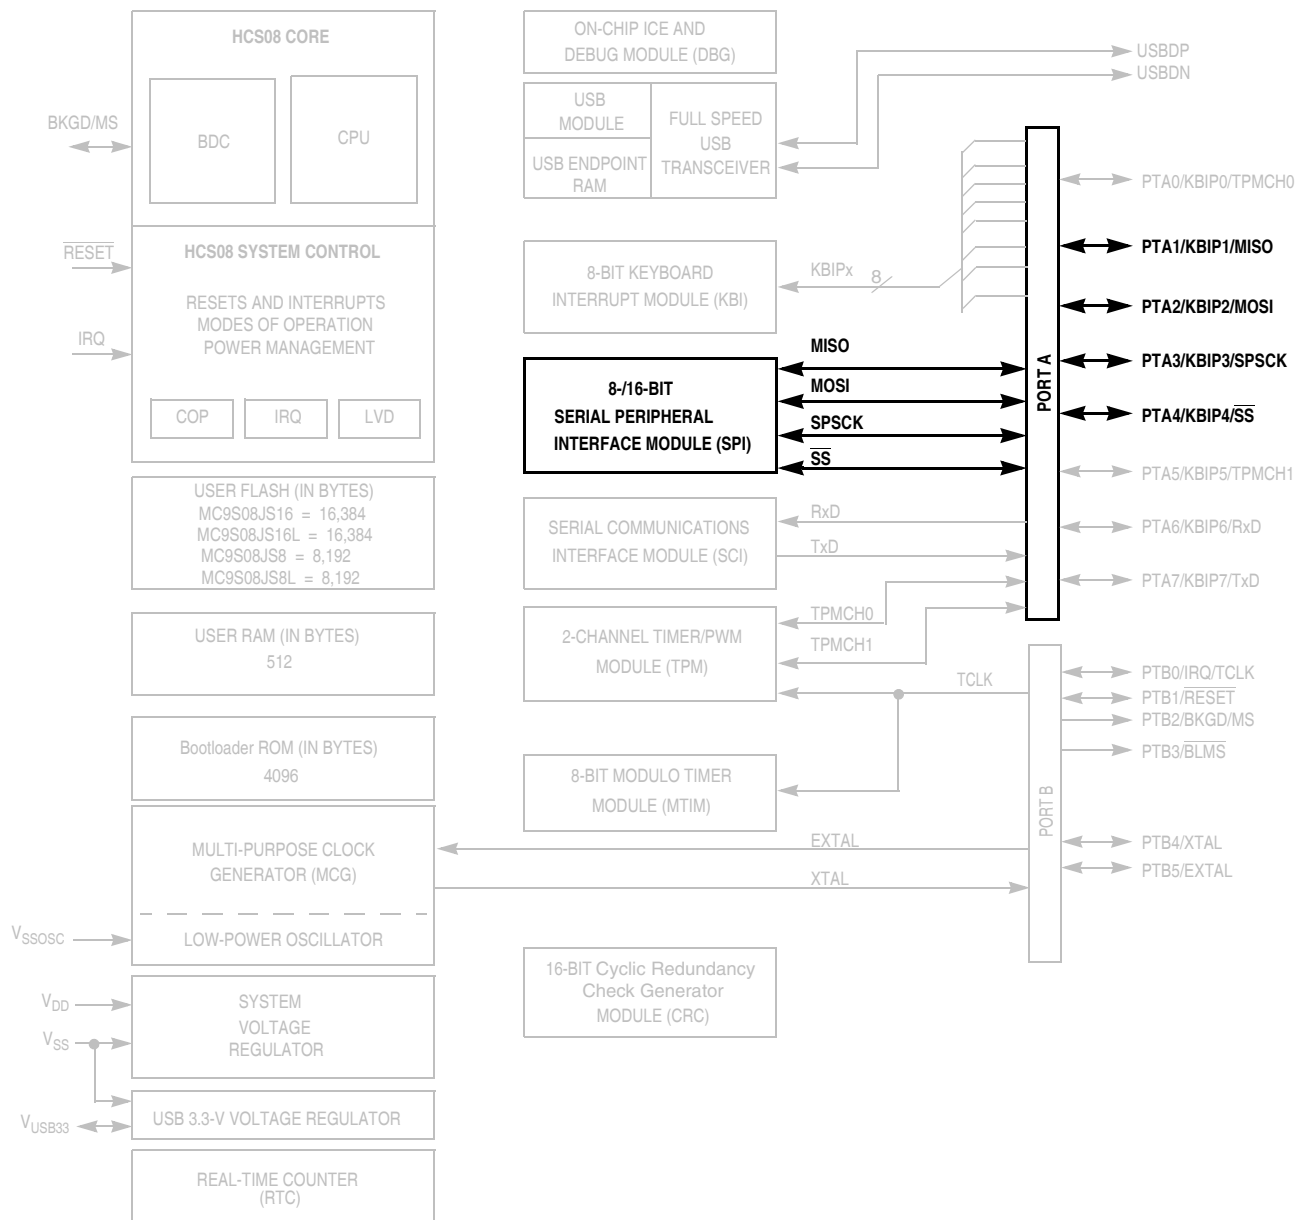 HCS08 CORE
BDC
CPU
BKGD/MS
RESET
HCS08 SYSTEM CONTROL
RESETS AND INTERRUPTS
MODES OF OPERATION
POWER MANAGEMENT
IRQ
COP
IRQ
LVD
USER FLASH (IN BYTES)
MC9S08JS16 = 16,384
MC9S08JS16L = 16,384
MC9S08JS8 = 8,192
MC9S08JS8L = 8,192
USER RAM (IN BYTES)
512
Bootloader ROM (IN BYTES)
4096
MULTI-PURPOSE CLOCK
GENERATOR (MCG)
LOW-POWER OSCILLATOR
VSSOSC
VDD
VSS
SYSTEM
VOLTAGE
REGULATOR
VUSB33
USB 3.3-V VOLTAGE REGULATOR
REAL-TIME COUNTER
(RTC)
ON-CHIP ICE AND
DEBUG MODULE (DBG)
USB
MODULE
USB ENDPOINT
RAM
FULL SPEED
USB
TRANSCEIVER
8-BIT KEYBOARD
INTERRUPT MODULE (KBI)
KBIPx
8
8-/16-BIT
SERIAL PERIPHERAL
INTERFACE MODULE (SPI)
MISO
MOSI
SPSCK
SS
SERIAL COMMUNICATIONS
INTERFACE MODULE (SCI)
RxD
TxD
2-CHANNEL TIMER/PWM
MODULE (TPM)
TPMCH0
TPMCH1
TCLK
8-BIT MODULO TIMER
MODULE (MTIM)
EXTAL
XTAL
16-BIT Cyclic Redundancy
Check Generator
MODULE (CRC)
PORT A
PORT B
USBDP
USBDN
PTA0/KBIP0/TPMCH0
PTA1/KBIP1/MISO
PTA2/KBIP2/MOSI
PTA3/KBIP3/SPSCK
PTA4/KBIP4/SS
PTA5/KBIP5/TPMCH1
PTA6/KBIP6/RxD
PTA7/KBIP7/TxD
PTB0/IRQ/TCLK
PTB1/RESET
PTB2/BKGD/MS
PTB3/BLMS
PTB4/XTAL
PTB5/EXTAL